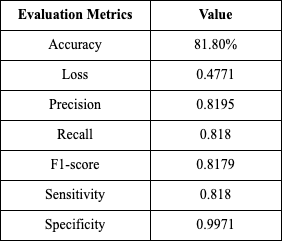 Evaluation Metrics Value
Accuracy 81.80%
Loss 0.4771
Precision 0.8195
Recall 0.818
F1-score 0.8179
Sensitivity 0.818
Specificity 0.9971